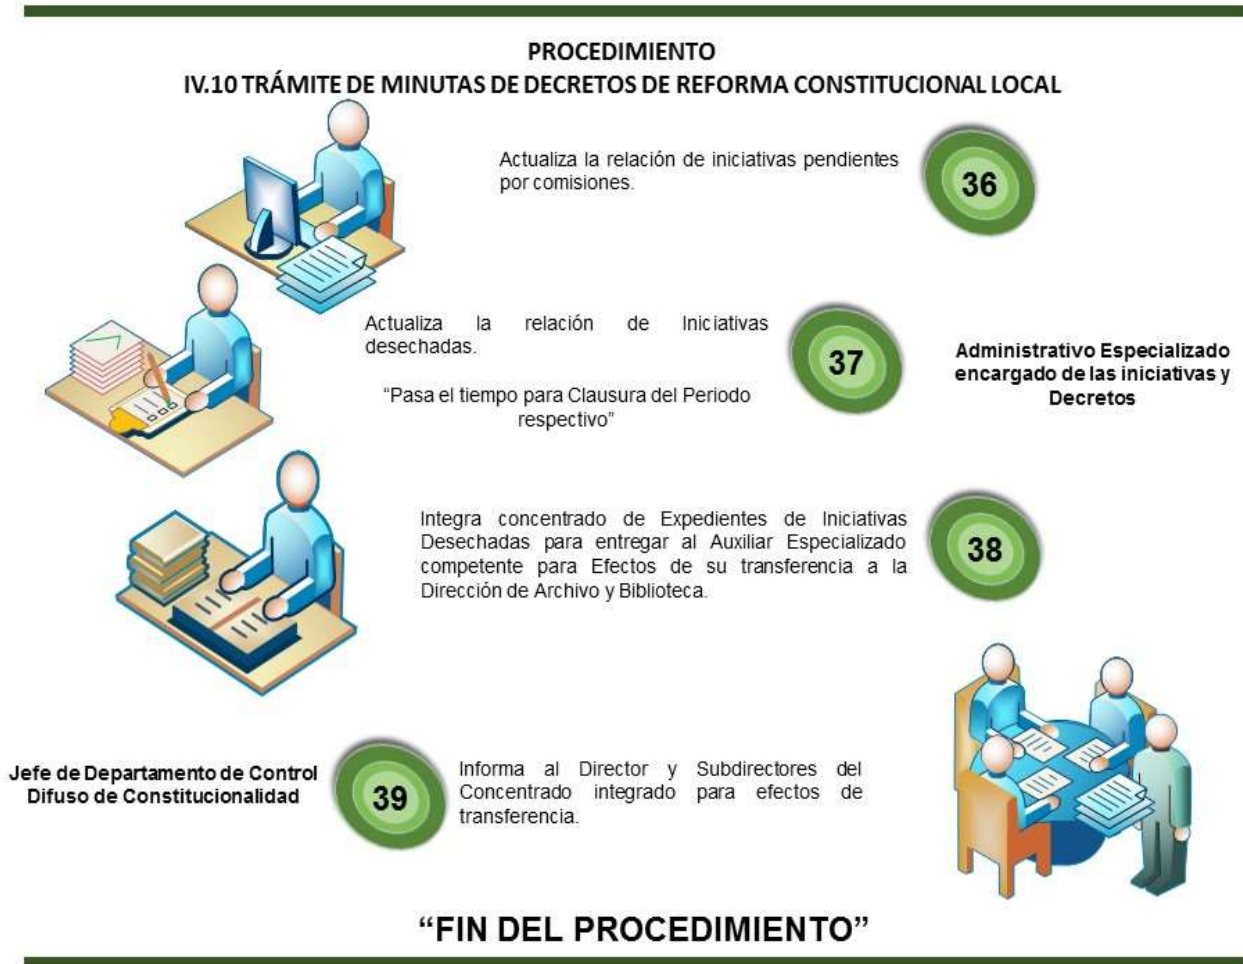 PROCEDIMIENTO
IV.10 TRÁMITE DE MINUTAS DE DECRETOS DE REFORMA CONSTITUCIONAL LOCAL
Actualiza la relación de iniciativas pendientes
por comisiones.
36
Actualiza la relación de Iniciativas
desechadas.
“Pasa el tiempo para Clausura del Periodo
respectivo”
37
Administrativo Especializado
encargado de las iniciativas y
Decretos
Integra concentrado de Expedientes de Iniciativas
Desechadas para entregar al Auxiliar Especializado
competente para Efectos de su transferencia a la
Dirección de Archivo y Biblioteca.
38
Jefe de Departamento de Control
Difuso de Constitucionalidad
39
Informa al Director y Subdirectores del
Concentrado integrado para efectos de
transferencia.
“FIN DEL PROCEDIMIENTO”